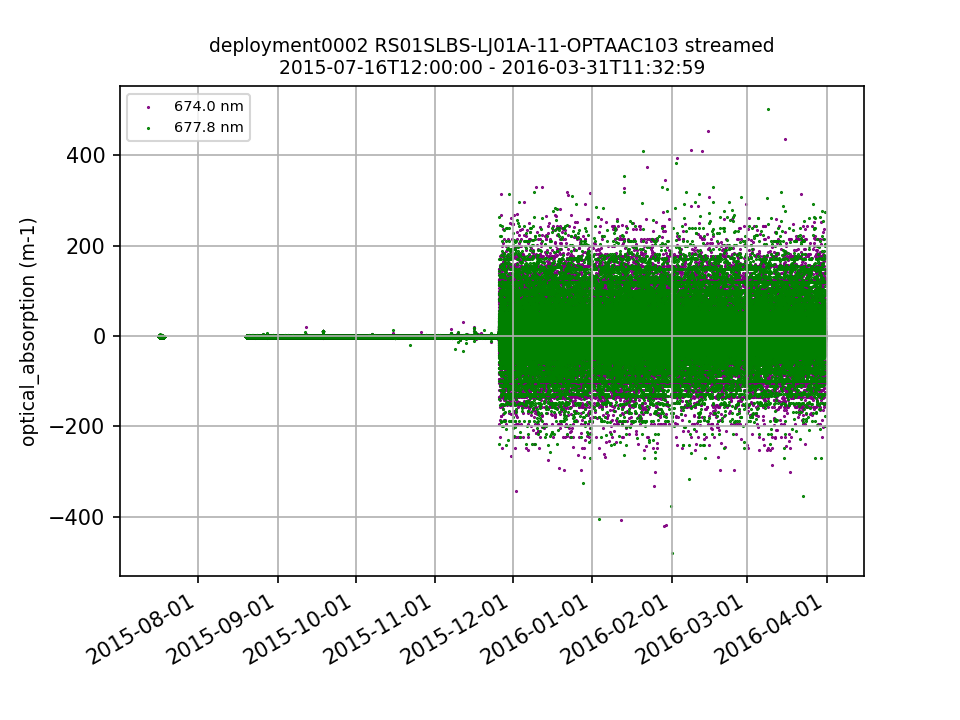 deployment0002 RS01SLBS-LJ01A-11-OPTAAC103 streamed
2015-07-16T12:00:00 - 2016-03-31T11:32:59
674.0 nm
677.8 nm
optical_absorption (m-1)
400
200
0
−200
−400
2015-08-01
2015-09-01
2015-10-01
2015-11-01
2015-12-01
2016-01-01
2016-02-01
2016-03-01
2016-04-01